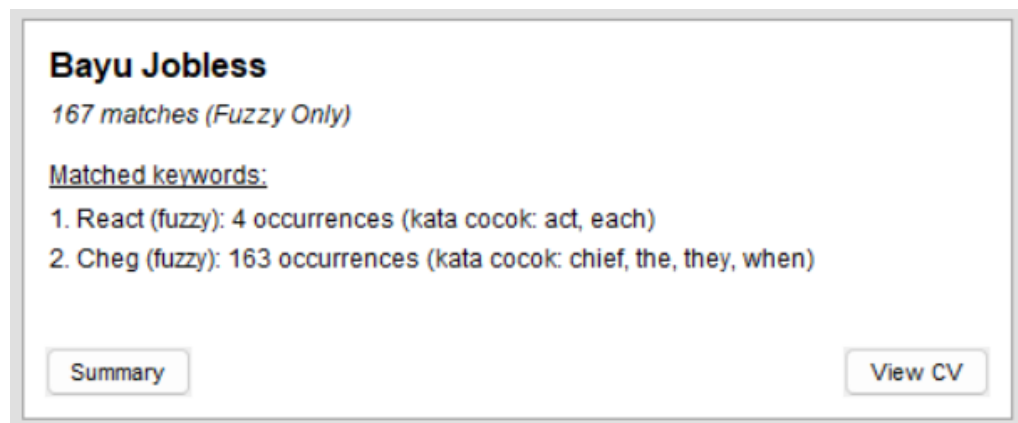 Bayu Jobless
167 matches (Fuzzy Only)
Matched keywords:
1. React (fuzzy): 4 occurrences (kata cocok: act, each)
2. Cheg (fuzzy): 163 occurrences (kata cocok: chief, the, they, when)
Summary
View CV